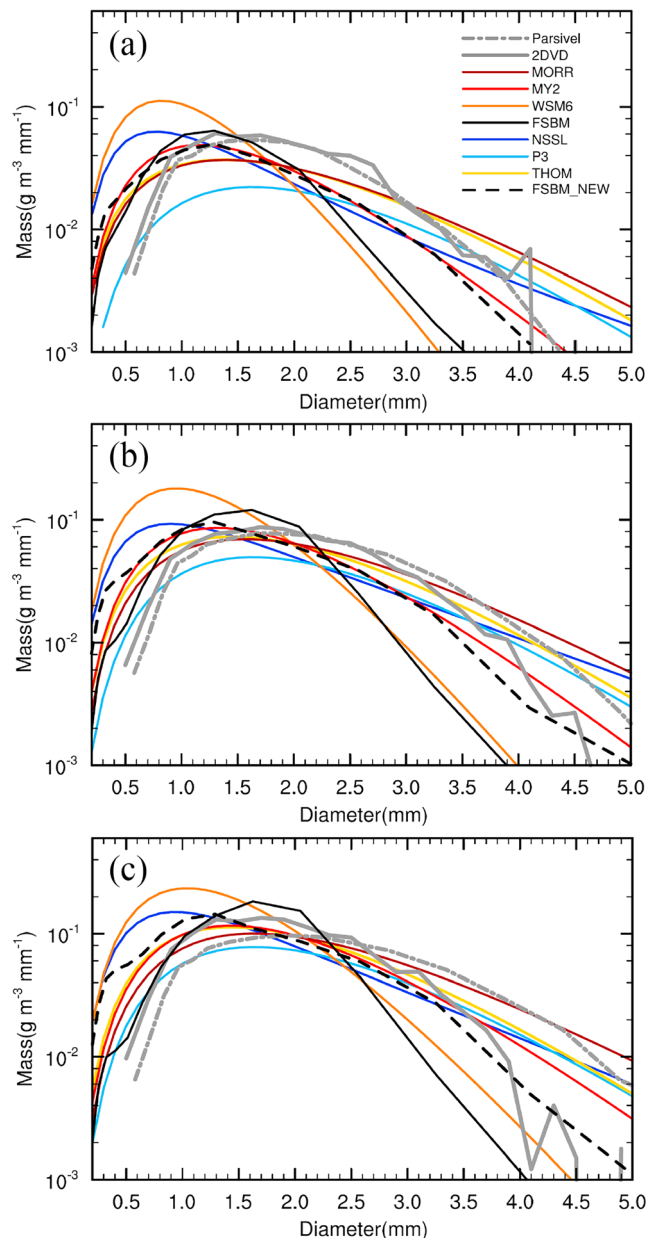 (a)
Parsivel
2DVD
MORR
MY2
WSM6
FSBM
NSSL
P3
THOM
FSBM_NEW
Mass(g m⁻³ mm⁻¹)
10⁻¹
10⁻²
10⁻³
0.5 1.0 1.5 2.0 2.5 3.0 3.5 4.0 4.5 5.0
Diameter(mm)
(b)
Mass(g m⁻³ mm⁻¹)
10⁻¹
10⁻²
10⁻³
0.5 1.0 1.5 2.0 2.5 3.0 3.5 4.0 4.5 5.0
Diameter(mm)
(c)
Mass(g m⁻³ mm⁻¹)
10⁻¹
10⁻²
10⁻³
0.5 1.0 1.5 2.0 2.5 3.0 3.5 4.0 4.5 5.0
Diameter(mm)